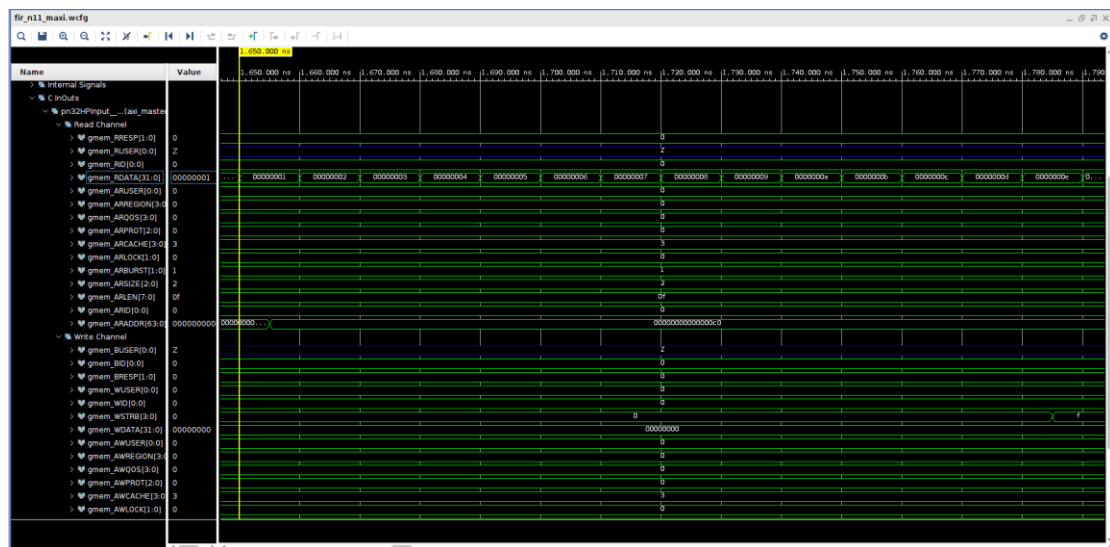 fir_n11_maxi.wcfg
1,650.000 ns
Name Value
1,650.000 ns 1,660.000 ns 1,670.000 ns 1,680.000 ns 1,690.000 ns 1,700.000 ns 1,710.000 ns 1,720.000 ns 1,730.000 ns 1,740.000 ns 1,750.000 ns 1,760.000 ns 1,770.000 ns 1,780.000 ns 1,790
Internal Signals
C InOuts
pn32HPInput__...(axi_master
Read Channel
gmem_RRESP[1:0] 0 0
gmem_RUSER[0:0] Z Z
gmem_RID[0:0] 0 0
gmem_RDATA[31:0] 00000001 ... 00000001 00000002 00000003 00000004 00000005 00000006 00000007 00000008 00000009 0000000a 0000000b 0000000c 0000000d 0000000e 0...
gmem_ARUSER[0:0] 0 0
gmem_ARREGION[3:0 0 0
gmem_ARQOS[3:0] 0 0
gmem_ARPROT[2:0] 0 0
gmem_ARCACHE[3:0] 3 3
gmem_ARLOCK[1:0] 0 0
gmem_ARBURST[1:0] 1 1
gmem_ARSIZE[2:0] 2 2
gmem_ARLEN[7:0] 0f 0f
gmem_ARID[0:0] 0 0
gmem_ARADDR[63:0] 000000000 00000000... 00000000000000c0
Write Channel
gmem_BUSER[0:0] Z Z
gmem_BID[0:0] 0 0
gmem_BRESP[1:0] 0 0
gmem_WUSER[0:0] 0 0
gmem_WID[0:0] 0 0
gmem_WSTRB[3:0] 0 0 f
gmem_WDATA[31:0] 00000000 00000000
gmem_AWUSER[0:0] 0 0
gmem_AWREGION[3:0 0 0
gmem_AWQOS[3:0] 0 0
gmem_AWPROT[2:0] 0 0
gmem_AWCACHE[3:0 3 3
gmem_AWLOCK[1:0] 0 0